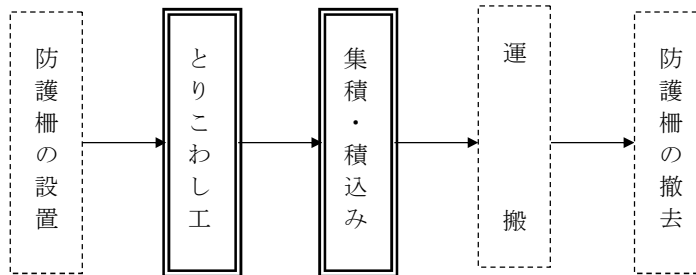 防護柵の設置
とりこわし工
集積・積込み
運搬
防護柵の撤去